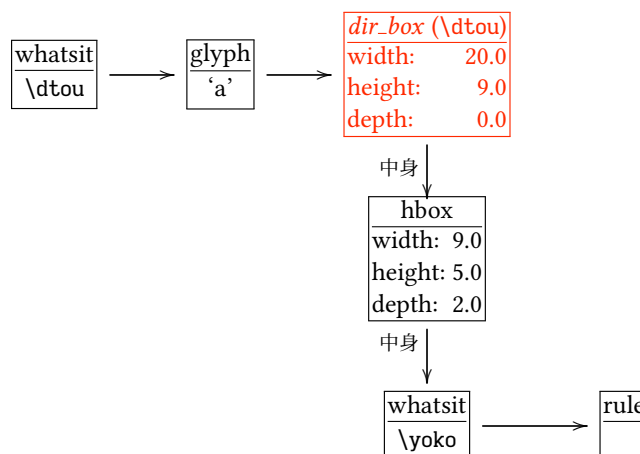 whatsit
\dtou
glyph
‘a’
dir_box (\dtou)
width: 20.0
height: 9.0
depth: 0.0
中身
hbox
width: 9.0
height: 5.0
depth: 2.0
中身
whatsit
\yoko
rule